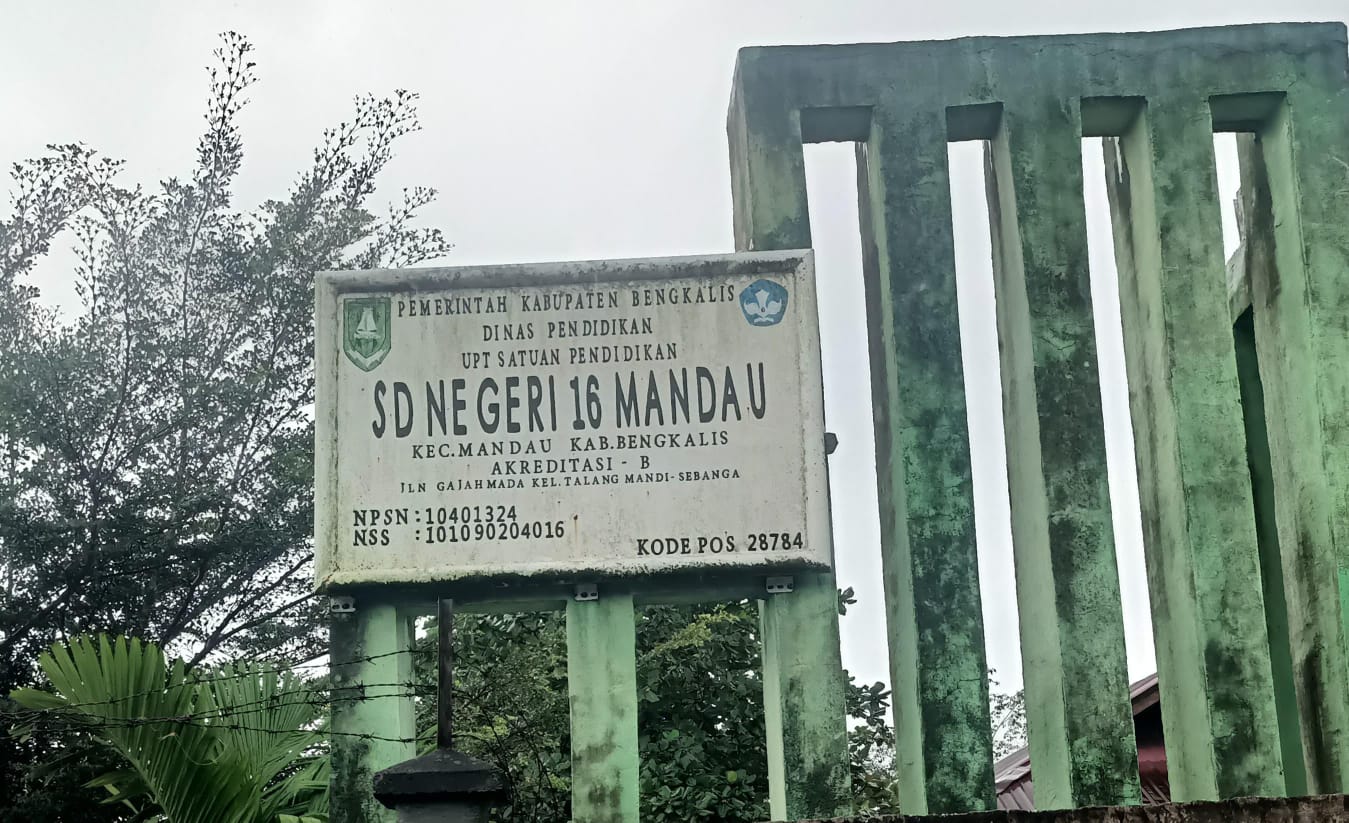 PEMERINTAH KABUPATEN BENGKALIS
DINAS PENDIDIKAN
UPT SATUAN PENDIDIKAN
SD NEGERI 16 MANDAU
KEC.MANDAU KAB.BENGKALIS
AKREDITASI - B
JLN GAJAH MADA KEL.TALANG MANDI-SEBANGA
NPSN : 10401324
NSS : 101090204016
KODE POS 28784